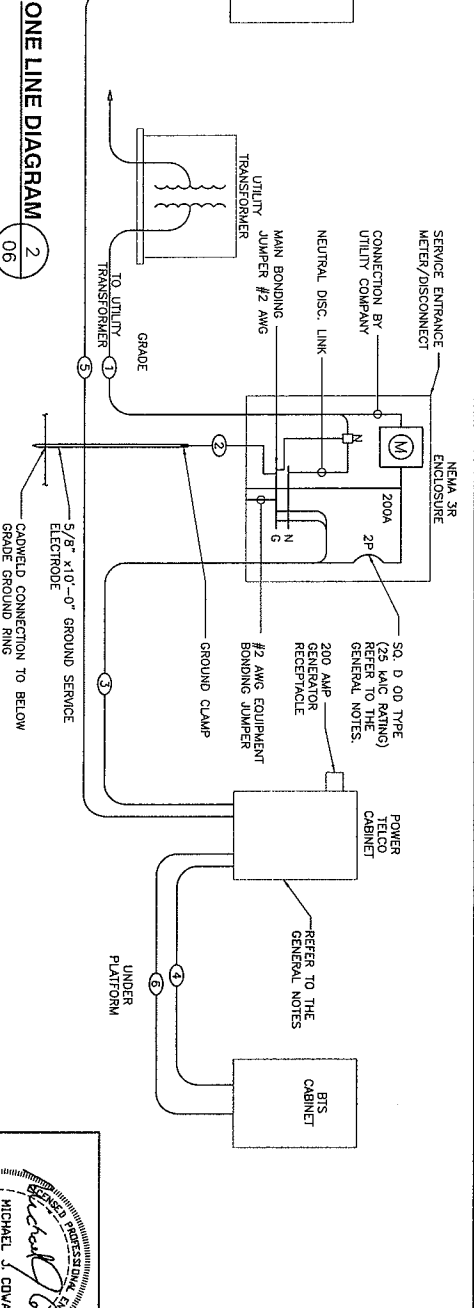 SERVICE ENTRANCE
METER/DISCONNECT
CONNECTION BY
UTILITY COMPANY
NEUTRAL DISC. LINK
MAIN BONDING
JUMPER #2 AWG
UTILITY
TRANSFORMER
NEMA 3R
ENCLOSURE
M
N
200A
2P
N
G
SQ. D QD TYPE
(25 kAIC RATING)
REFER TO THE
GENERAL NOTES.
200 AMP
GENERATOR
RECEPTACLE
#2 AWG EQUIPMENT
BONDING JUMPER
GROUND CLAMP
POWER
TELCO
CABINET
REFER TO THE
GENERAL NOTES
BTS
CABINET
UNDER
PLATFORM
GRADE
TO UTILITY
TRANSFORMER
1
5
2
3
4
6
5/8" x10'-0" GROUND SERVICE
ELECTRODE
CADWELD CONNECTION TO BELOW
GRADE GROUND RING
ONE LINE DIAGRAM
2
06
PROFESSIONAL
MICHAEL J.